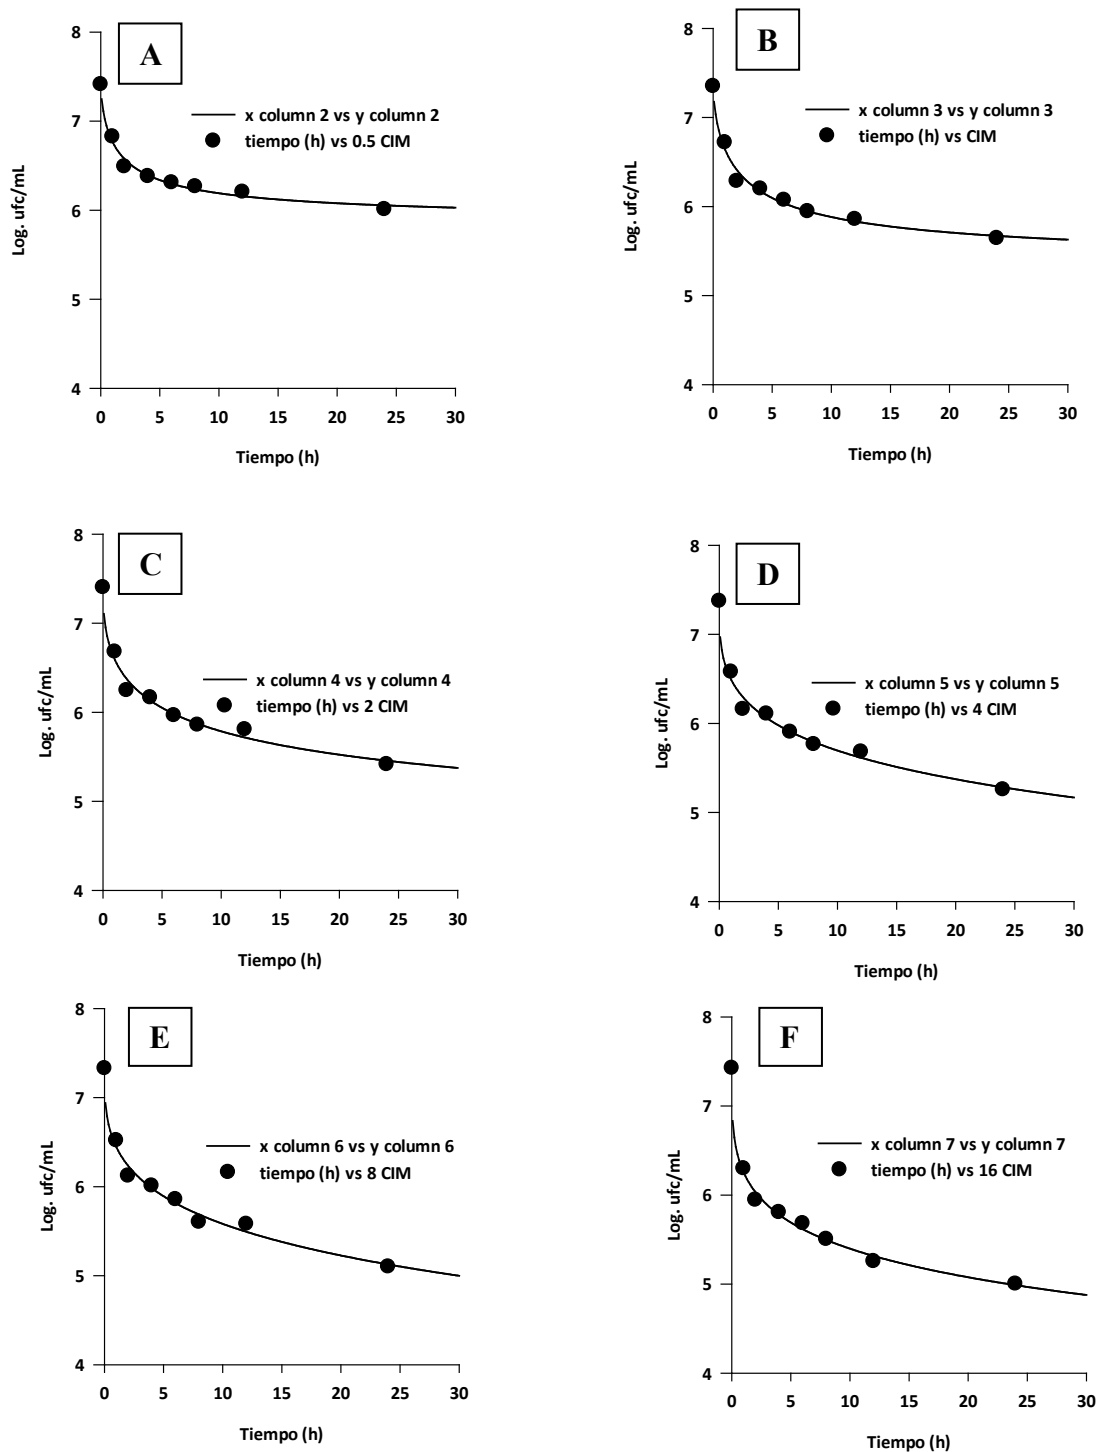 A
8
7
6
5
4
Log. ufc/mL
x column 2 vs y column 2
tiempo (h) vs 0.5 CIM
0 5 10 15 20 25 30
Tiempo (h)
B
8
7
6
5
4
Log. ufc/mL
x column 3 vs y column 3
tiempo (h) vs CIM
0 5 10 15 20 25 30
Tiempo (h)
C
8
7
6
5
4
Log. ufc/mL
x column 4 vs y column 4
tiempo (h) vs 2 CIM
0 5 10 15 20 25 30
Tiempo (h)
D
8
7
6
5
4
Log. ufc/mL
x column 5 vs y column 5
tiempo (h) vs 4 CIM
0 5 10 15 20 25 30
Tiempo (h)
E
8
7
6
5
4
Log. ufc/mL
x column 6 vs y column 6
tiempo (h) vs 8 CIM
0 5 10 15 20 25 30
Tiempo (h)
F
8
7
6
5
4
Log. ufc/mL
x column 7 vs y column 7
tiempo (h) vs 16 CIM
0 5 10 15 20 25 30
Tiempo (h)